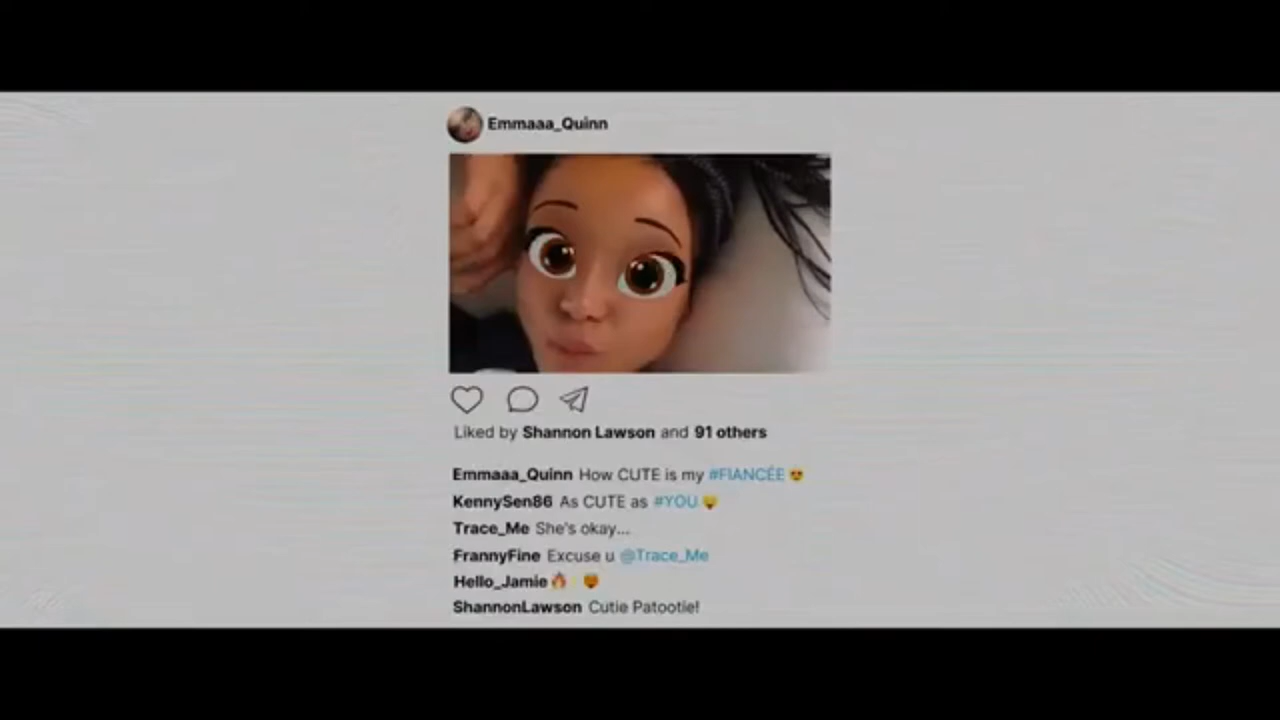 Emmaaa_Quinn
Liked by Shannon Lawson and 91 others
Emmaaa_Quinn How CUTE is my #FIANCÉE 😍
KennySen86 As CUTE as #YOU
Trace_Me She's okay...
FrannyFine Excuse u @Trace_Me
Hello_Jamie🔥 😍
ShannonLawson Cutie Patootie!